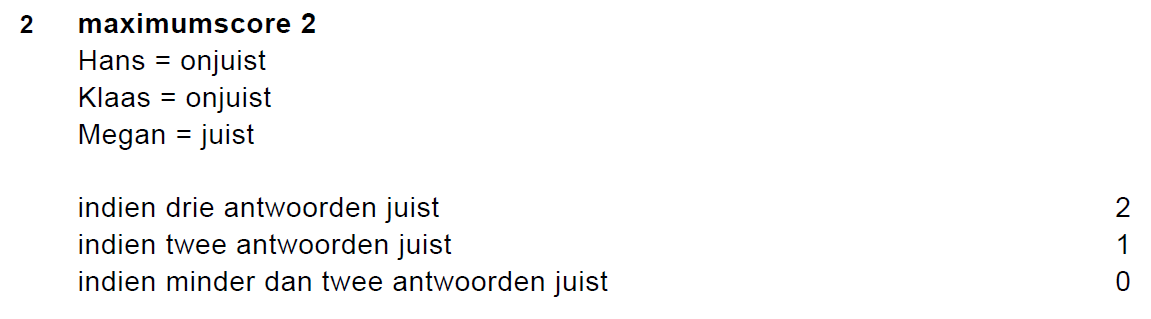 2 maximumscore 2
Hans = onjuist
Klaas = onjuist
Megan = juist
indien drie antwoorden juist 2
indien twee antwoorden juist 1
indien minder dan twee antwoorden juist 0